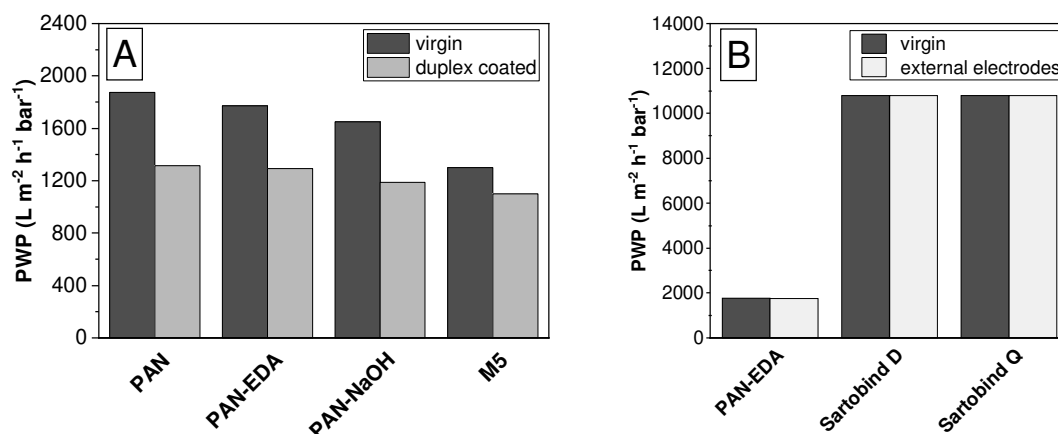 A
virgin
duplex coated
PWP (L m⁻² h⁻¹ bar⁻¹)
2400
2000
1600
1200
800
400
0
PAN
PAN-EDA
PAN-NaOH
M5
B
virgin
external electrodes
PWP (L m⁻² h⁻¹ bar⁻¹)
14000
12000
10000
8000
6000
4000
2000
0
PAN-EDA
Sartobind D
Sartobind Q